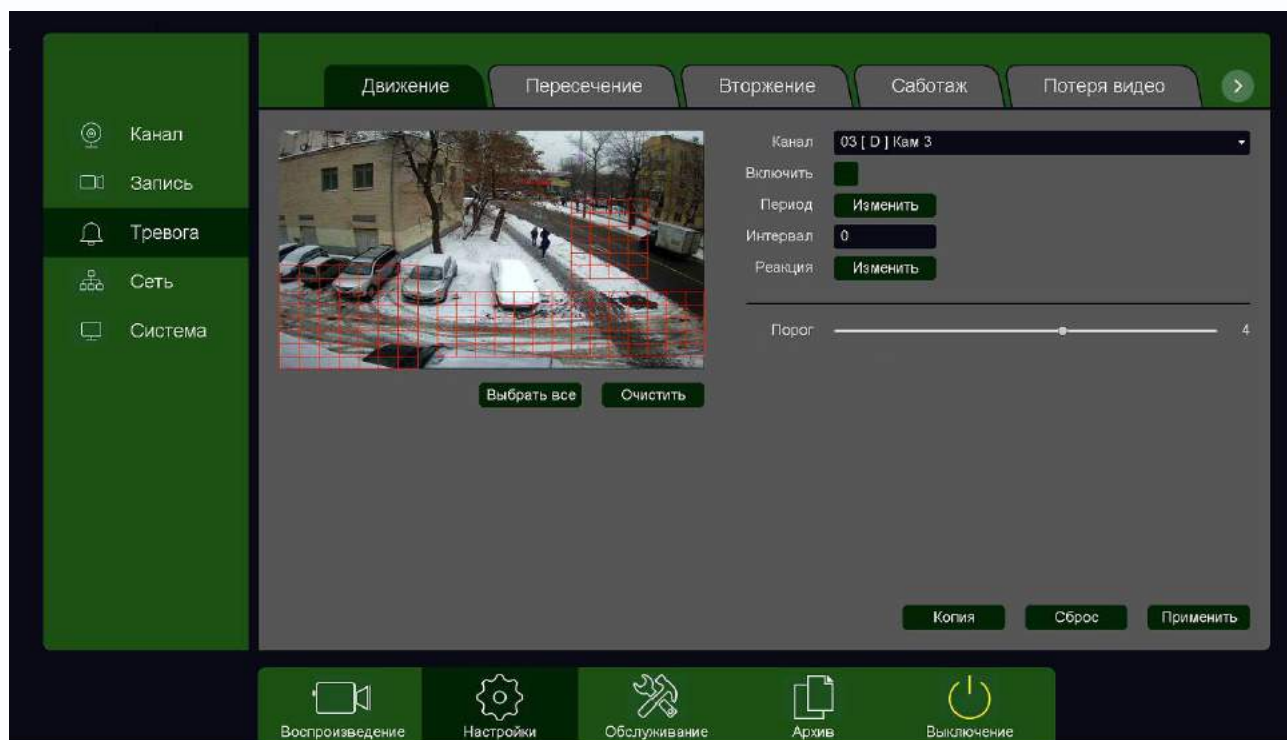 Движение
Пересечение
Вторжение
Саботаж
Потеря видео
Канал
Запись
Тревога
Сеть
Система
Канал 03 [ D ] Кам 3
Включить
Период Изменить
Интервал 0
Реакция Изменить
Порог 4
Выбрать все Очистить
Копия Сброс Применить
Воспроизведение Настройки Обслуживание Архив Выключение